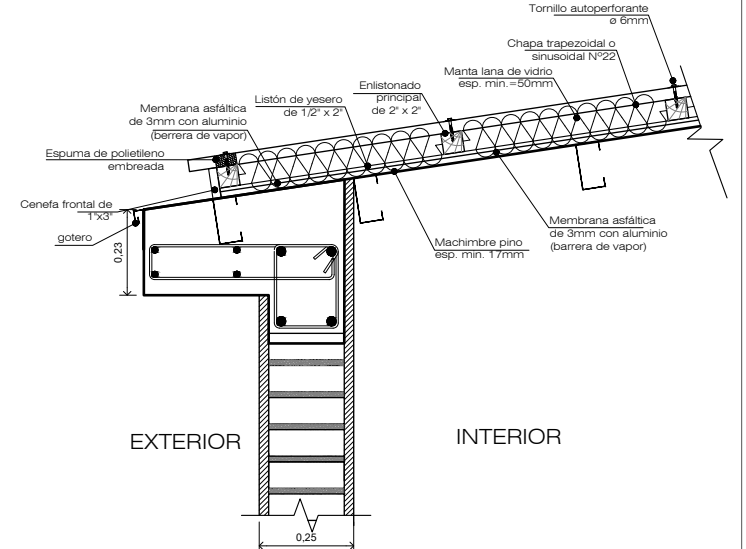 Tornillo autoperforante
ø 6mm
Chapa trapezoidal o
sinusoidal Nº22
Manta lana de vidrio
esp. min.=50mm
Enlistonado
principal
de 2" x 2"
Listón de yesero
de 1/2" x 2"
Membrana asfáltica
de 3mm con aluminio
(barrera de vapor)
Espuma de polietileno
embreada
Cenefa frontal de
1"x3"
gotero
0,23
Membrana asfáltica
de 3mm con aluminio
(barrera de vapor)
Machimbre pino
esp. min. 17mm
EXTERIOR
INTERIOR
0,25